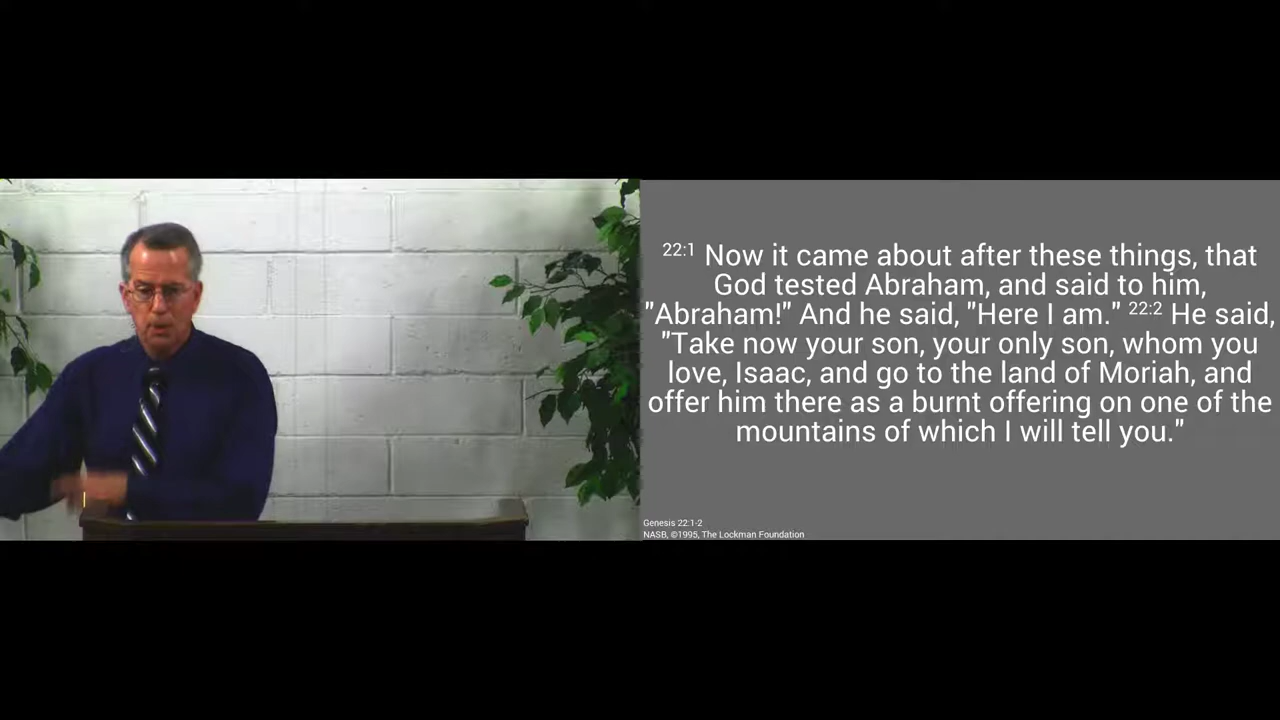 22:1 Now it came about after these things, that
God tested Abraham, and said to him,
"Abraham!" And he said, "Here I am." 22:2 He said,
"Take now your son, your only son, whom you
love, Isaac, and go to the land of Moriah, and
offer him there as a burnt offering on one of the
mountains of which I will tell you."
Genesis 22:1-2
NASB, ©1995, The Lockman Foundation